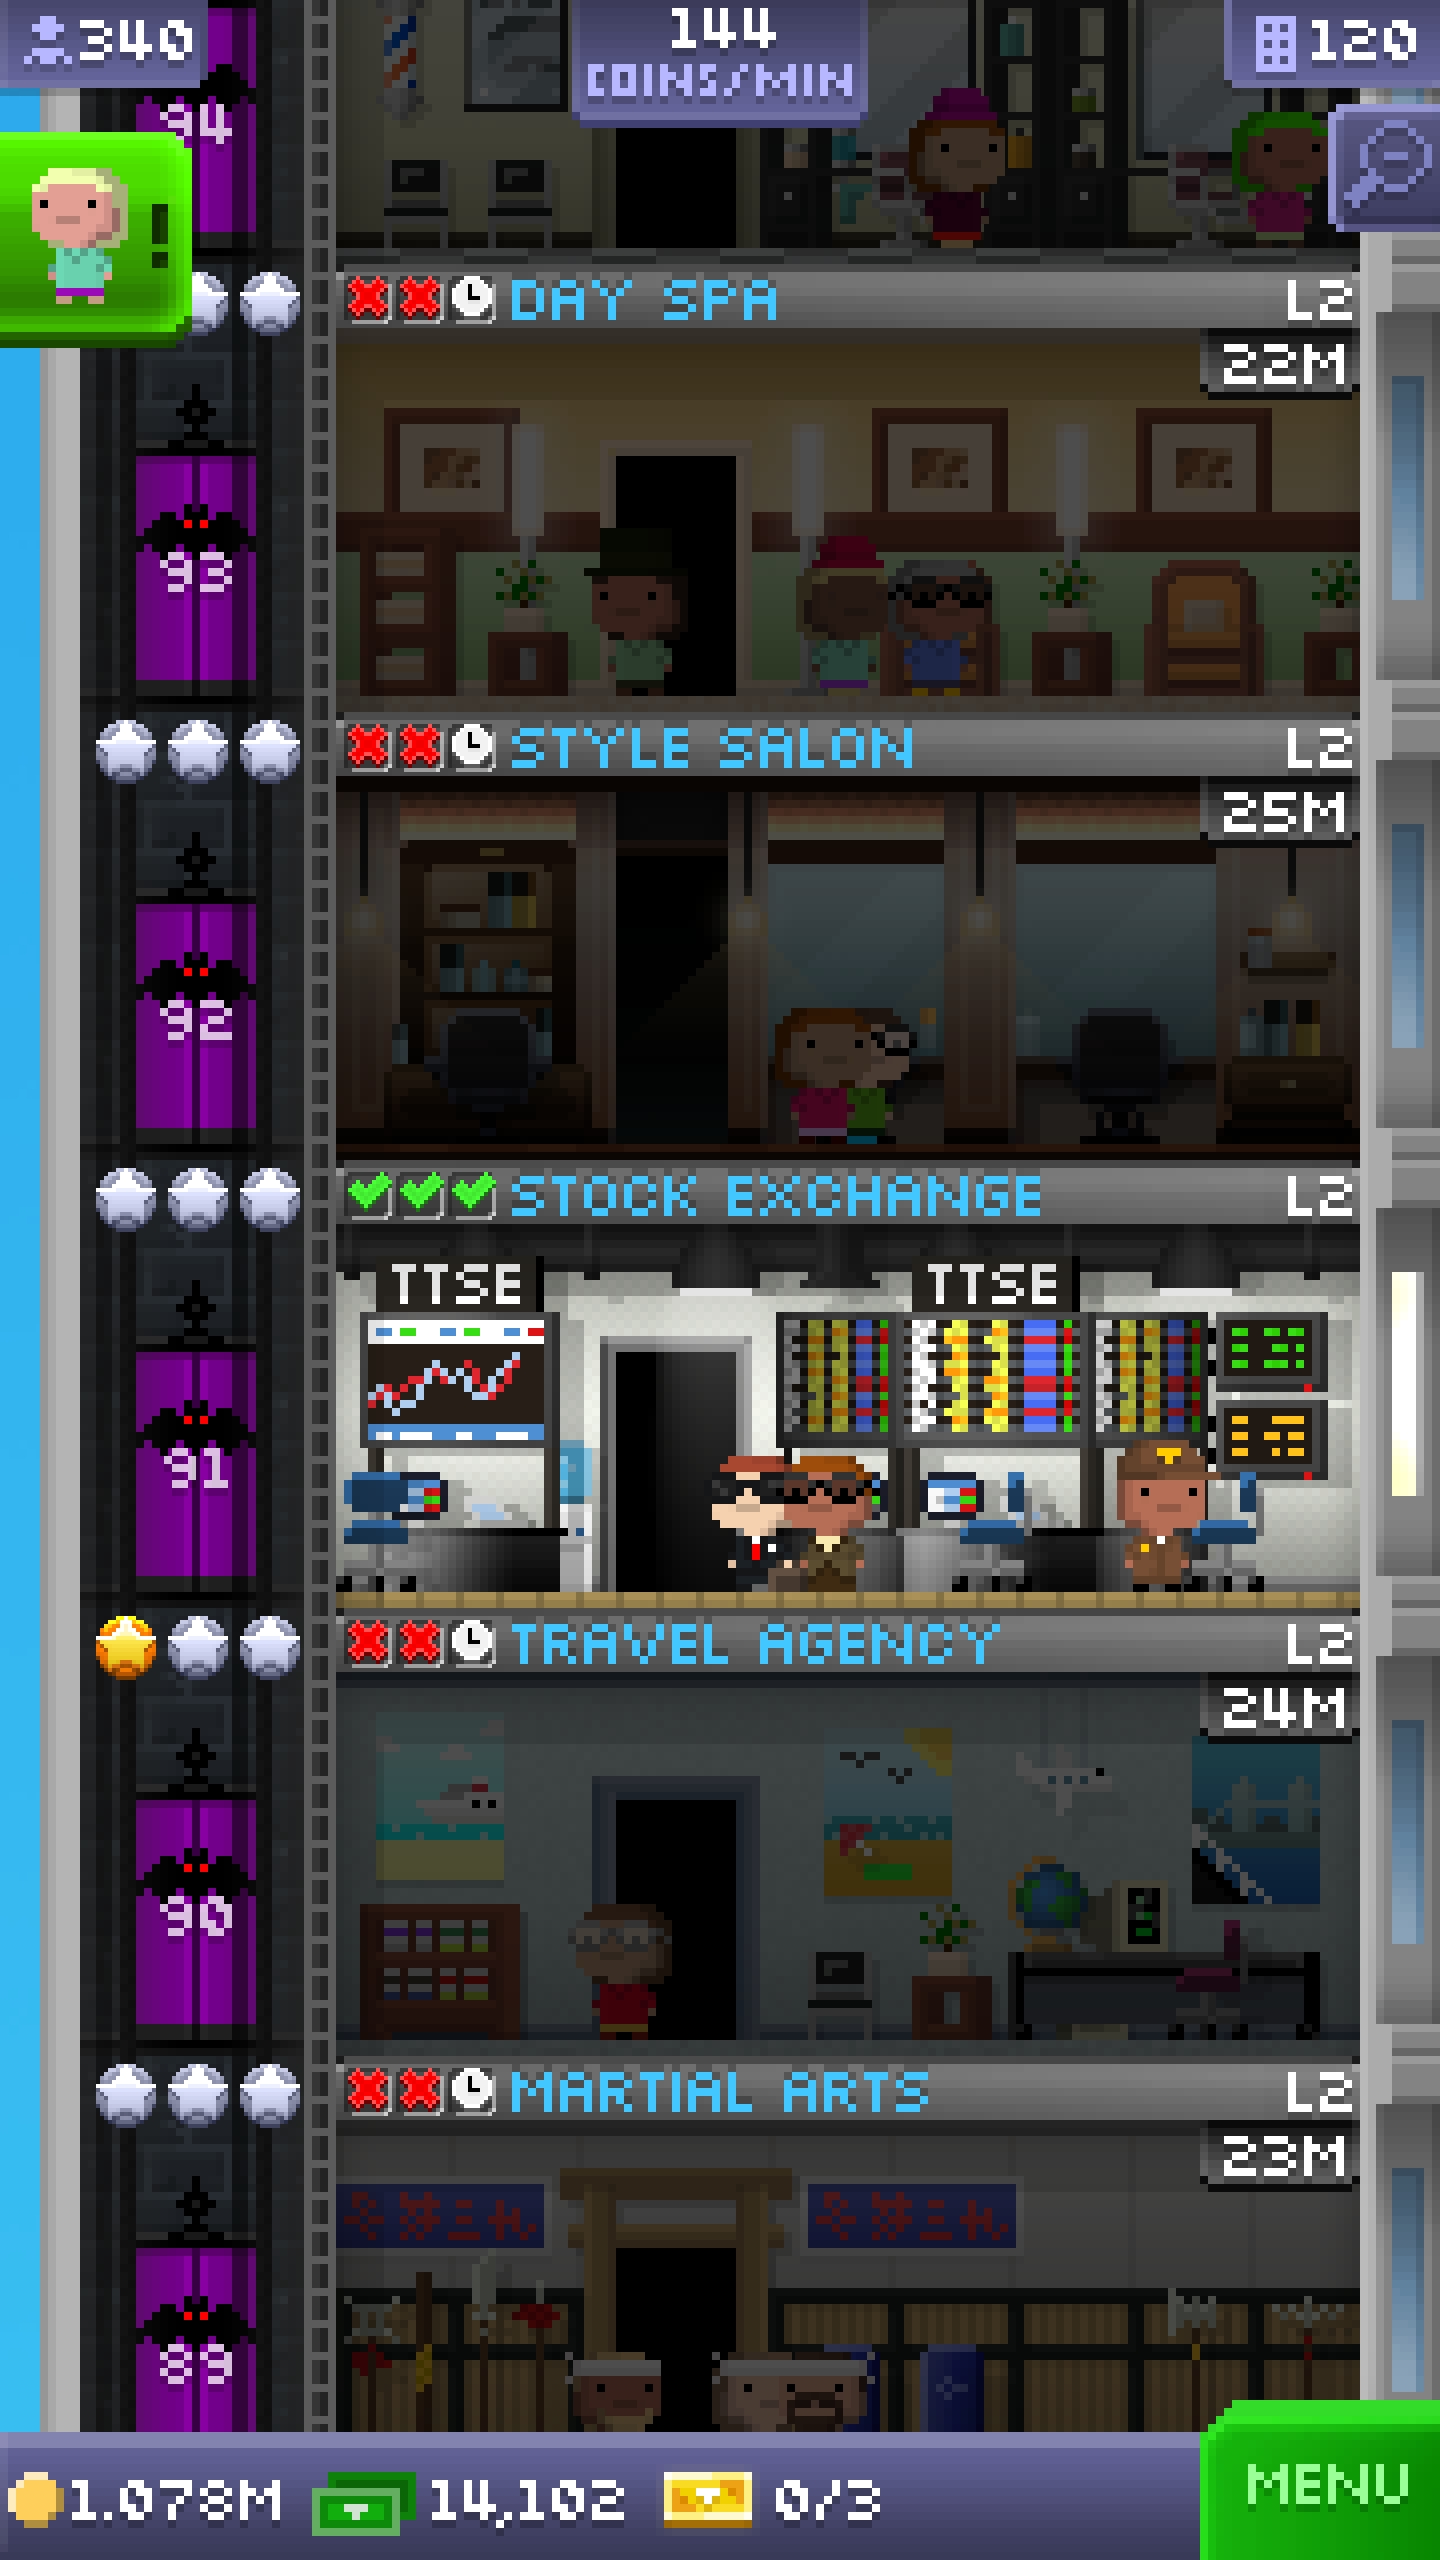 340
144
COINS/MIN
120
94
!
DAY SPA L2
22M
93
STYLE SALON L2
25M
92
STOCK EXCHANGE L2
TTSE TTSE
91
TRAVEL AGENCY L2
24M
90
MARTIAL ARTS L2
23M
89
1.078M 14,102 0/3 MENU